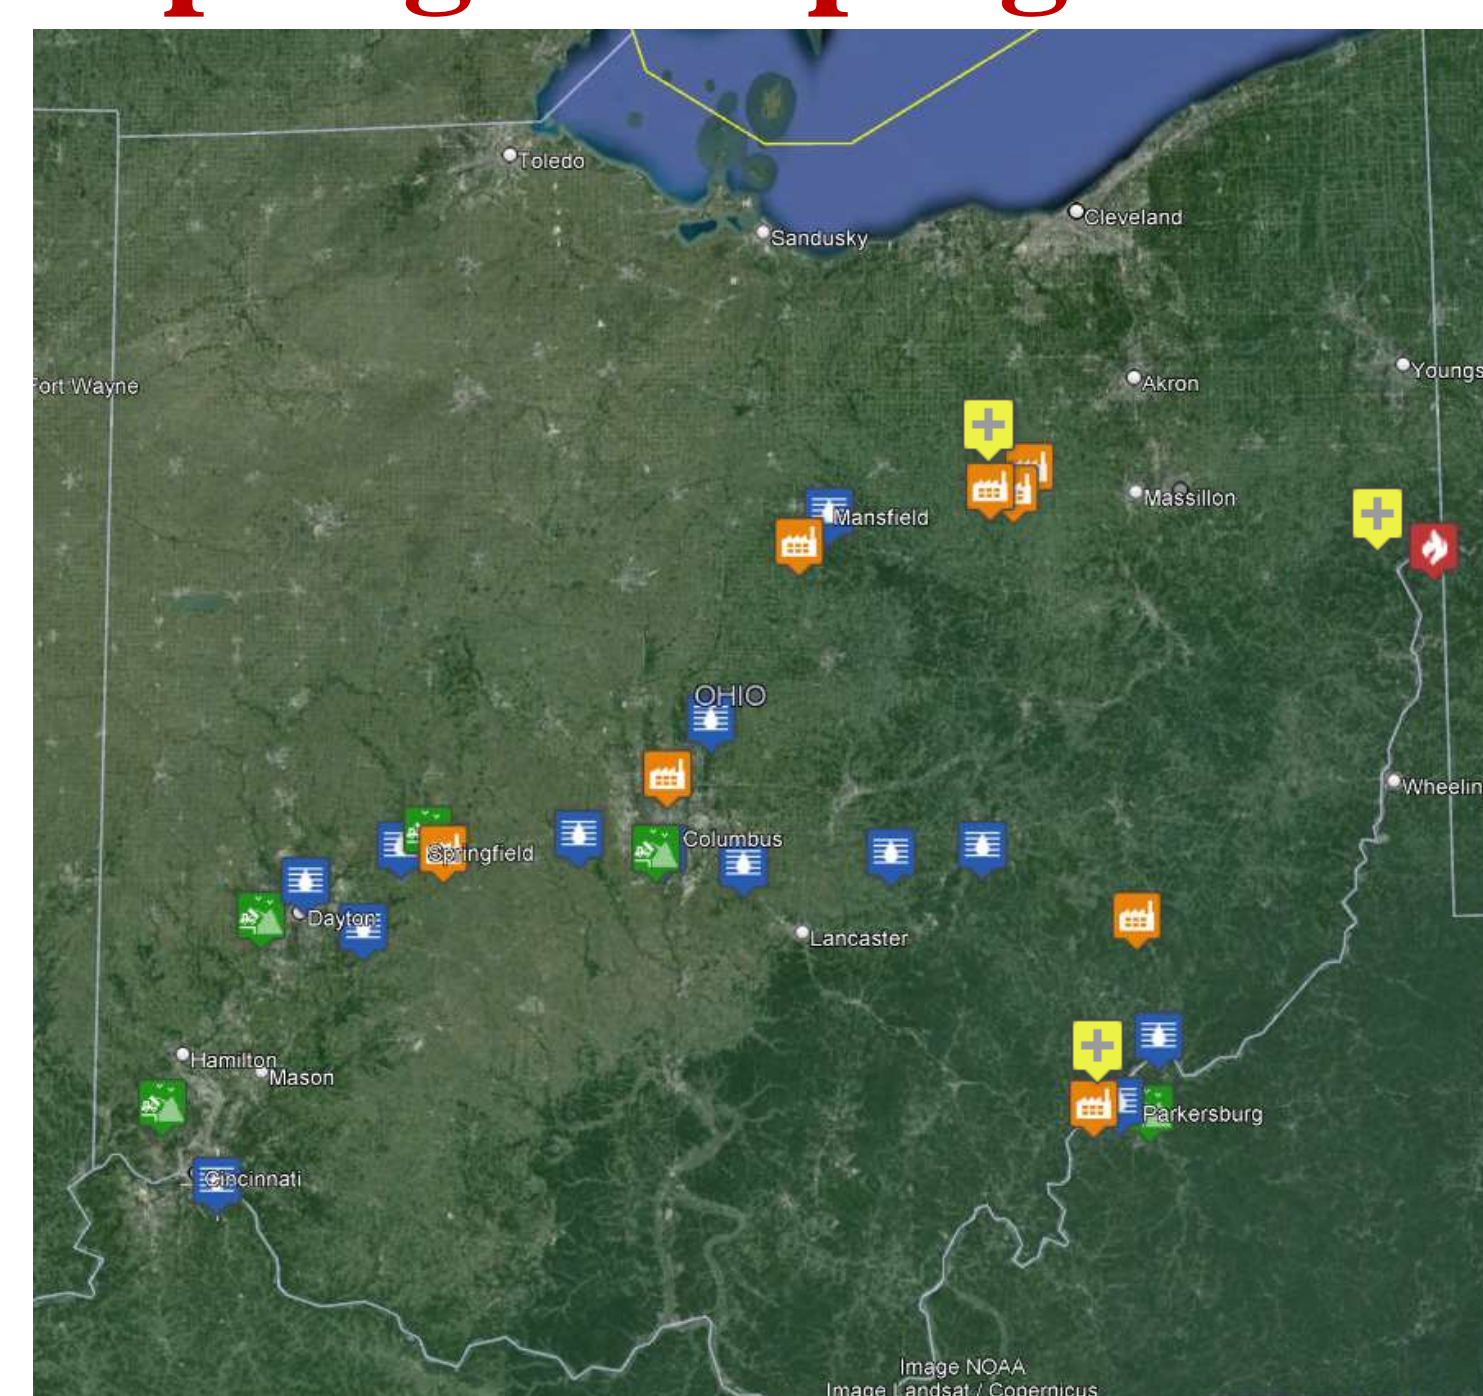 Toledo
Cleveland
Sandusky
Fort Wayne
Akron
Youngs
Massillon
Mansfield
OHIO
Wheelin
Columbus
Springfield
Dayton
Lancaster
Hamilton
Mason
Parkersburg
Cincinnati
Image NOAA
Image Landsat / Copernicus